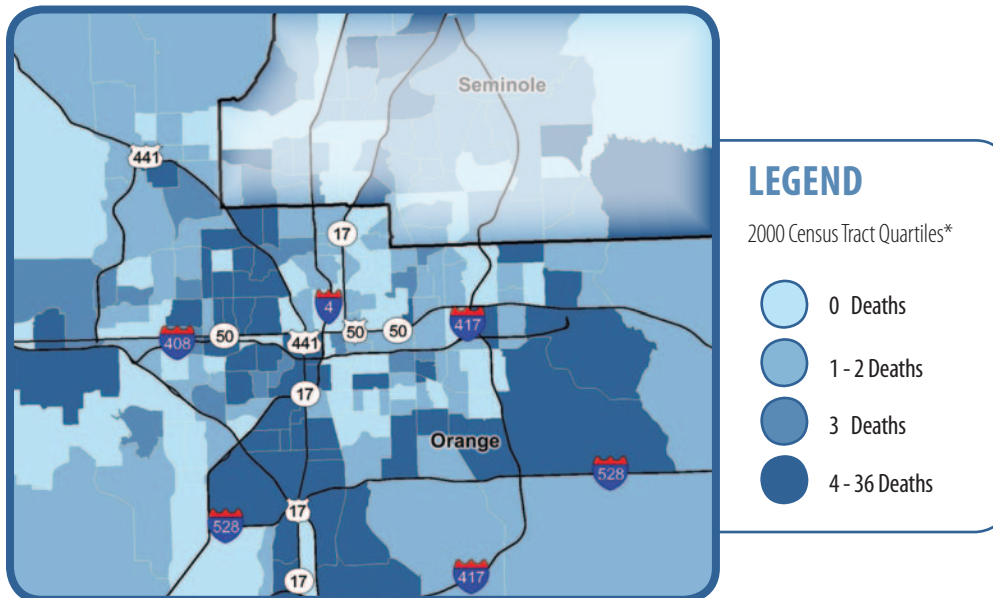 Seminole
441
17
4
50
50
417
50
408
441
17
Orange
528
17
528
417
17
LEGEND
2000 Census Tract Quartiles*
0 Deaths
1 - 2 Deaths
3 Deaths
4 - 36 Deaths